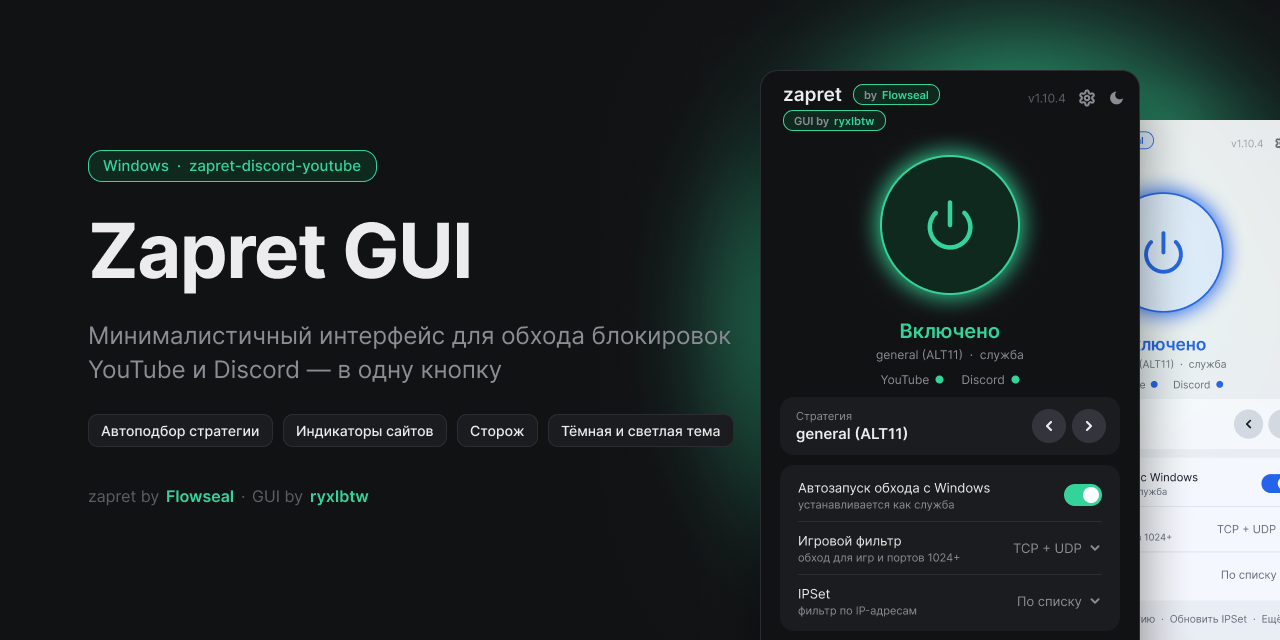 Windows · zapret-discord-youtube
Zapret GUI
Минималистичный интерфейс для обхода блокировок
YouTube и Discord — в одну кнопку
Автоподбор стратегии
Индикаторы сайтов
Сторож
Тёмная и светлая тема
zapret by Flowseal · GUI by ryxlbtw
zapret by Flowseal
v1.10.4
GUI by ryxlbtw
Включено
general (ALT11) · служба
YouTube
Discord
Стратегия
general (ALT11)
Автозапуск обхода с Windows
устанавливается как служба
Игровой фильтр
обход для игр и портов 1024+
TCP + UDP
IPSet
фильтр по IP-адресам
По списку
v1.10.4
ключено
(ALT11) · служба
Discord
с Windows
лужба
1024+
TCP + UDP
По списку
ию · Обновить IPSet · Ещё